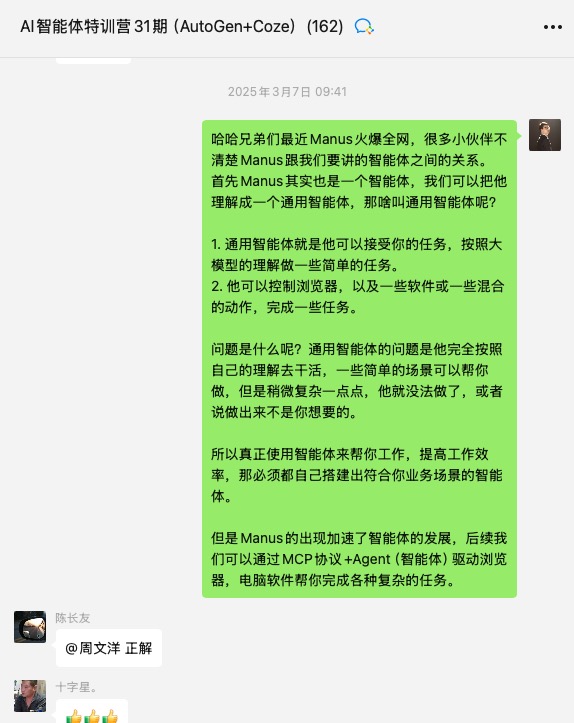 AI智能体特训营31期（AutoGen+Coze）(162)
2025年3月7日 09:41
哈哈兄弟们最近Manus火爆全网，很多小伙伴不
清楚Manus跟我们要讲的智能体之间的关系。
首先Manus其实也是一个智能体，我们可以把他
理解成一个通用智能体，那啥叫通用智能体呢？
1. 通用智能体就是他可以接受你的任务，按照大
模型的理解做一些简单的任务。
2. 他可以控制浏览器，以及一些软件或一些混合
的动作，完成一些任务。
问题是什么呢？通用智能体的问题是他完全按照
自己的理解去干活，一些简单的场景可以帮你
做，但是稍微复杂一点点，他就没法做了，或者
说做出来不是你想要的。
所以真正使用智能体来帮你工作，提高工作效
率，那必须都自己搭建出符合你业务场景的智能
体。
但是Manus的出现加速了智能体的发展，后续我
们可以通过MCP协议+Agent（智能体）驱动浏览
器，电脑软件帮你完成各种复杂的任务。
陈长友
@周文洋 正解
十字星。
👍👍👍